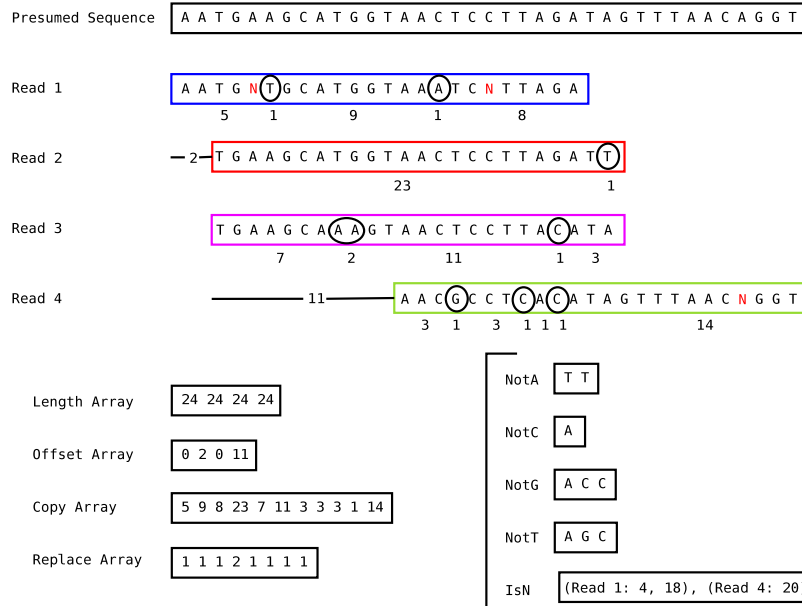 Presumed Sequence A A T G A A G C A T G G T A A C T C C T T A G A T A G T T T A A C A G G T
Read 1 A A T G N T G C A T G G T A A A T C N T T A G A
5 1 9 1 8
Read 2 2 T G A A G C A T G G T A A C T C C T T A G A T T
23 1
Read 3 T G A A G C A A A G T A A C T C C T T A C A T A
7 2 11 1 3
Read 4 11 A A C G C C T C A C A T A G T T T A A C N G G T
3 1 3 1 1 1 14
Length Array 24 24 24 24
Offset Array 0 2 0 11
Copy Array 5 9 8 23 7 11 3 3 3 1 14
Replace Array 1 1 1 2 1 1 1 1
NotA T T
NotC A
NotG A C C
NotT A G C
IsN (Read 1: 4, 18), (Read 4: 20)